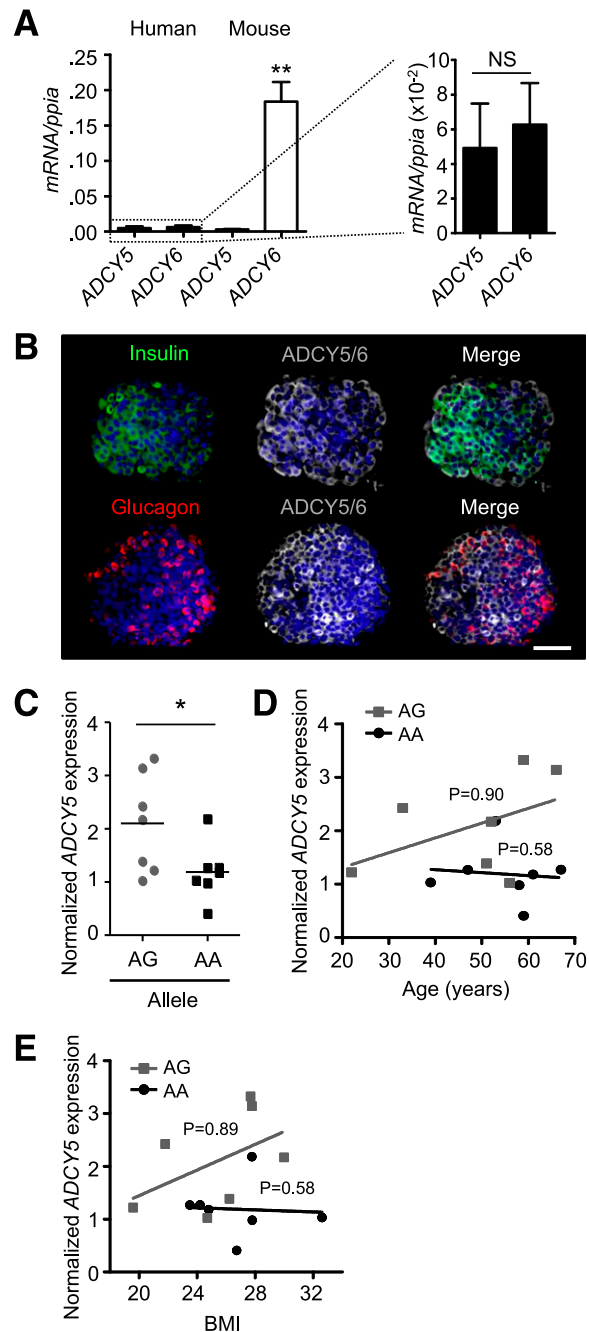 A
Human Mouse
.25
.20
.15
.10
.05
.00
mRNA/ppia
**
ADCY5 ADCY6 ADCY5 ADCY6
NS
10
8
6
4
2
0
mRNA/ppia (x10-2)
ADCY5 ADCY6
B
Insulin ADCY5/6 Merge
Glucagon ADCY5/6 Merge
C
*
4
3
2
1
0
Normalized ADCY5 expression
AG AA
Allele
D
AG
AA
4
3
2
1
0
Normalized ADCY5 expression
P=0.90
P=0.58
20 30 40 50 60 70
Age (years)
E
AG
AA
4
3
2
1
0
Normalized ADCY5 expression
P=0.89
P=0.58
20 24 28 32
BMI